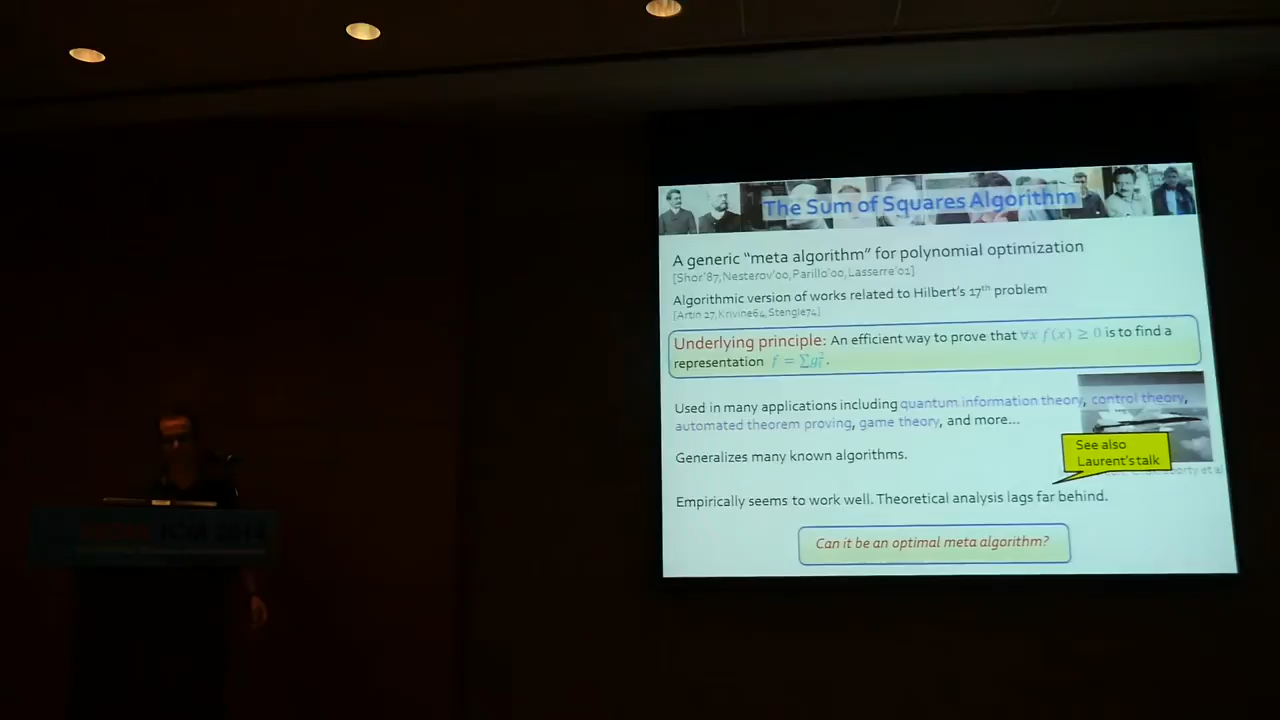 The Sum of Squares Algorithm
A generic “meta algorithm” for polynomial optimization
[Shor’87,Nesterov’00,Parillo’00,Lasserre’01]
Algorithmic version of works related to Hilbert’s 17th problem
[Artin 27,Krivine64,Stengle74]
Underlying principle: An efficient way to prove that ∀x f(x) ≥ 0 is to find a
representation f = Σgᵢ².
Used in many applications including quantum information theory, control theory,
automated theorem proving, game theory, and more...
See also
Laurent’s talk
Generalizes many known algorithms.
Empirically seems to work well. Theoretical analysis lags far behind.
Can it be an optimal meta algorithm?
ICM 2014